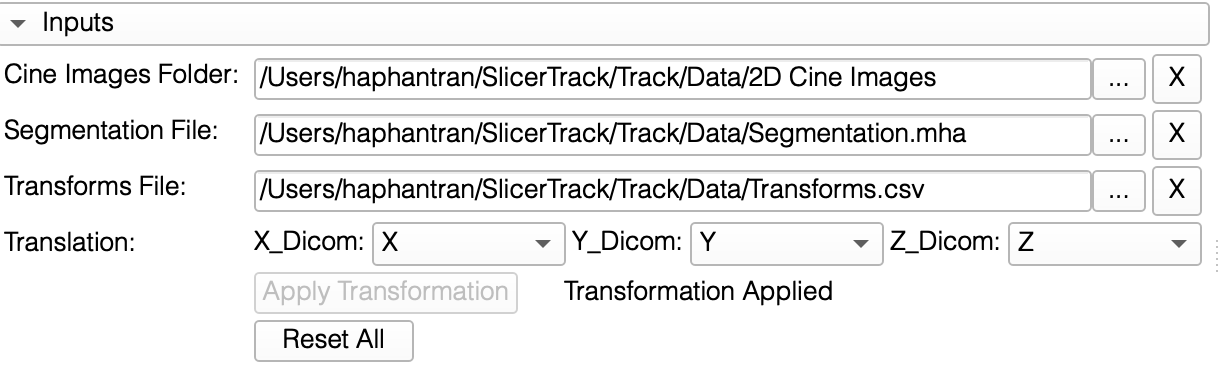 Inputs
Cine Images Folder: /Users/haphantran/SlicerTrack/Track/Data/2D Cine Images ... X
Segmentation File: /Users/haphantran/SlicerTrack/Track/Data/Segmentation.mha ... X
Transforms File: /Users/haphantran/SlicerTrack/Track/Data/Transforms.csv ... X
Translation: X_Dicom: X Y_Dicom: Y Z_Dicom: Z
Apply Transformation Transformation Applied
Reset All